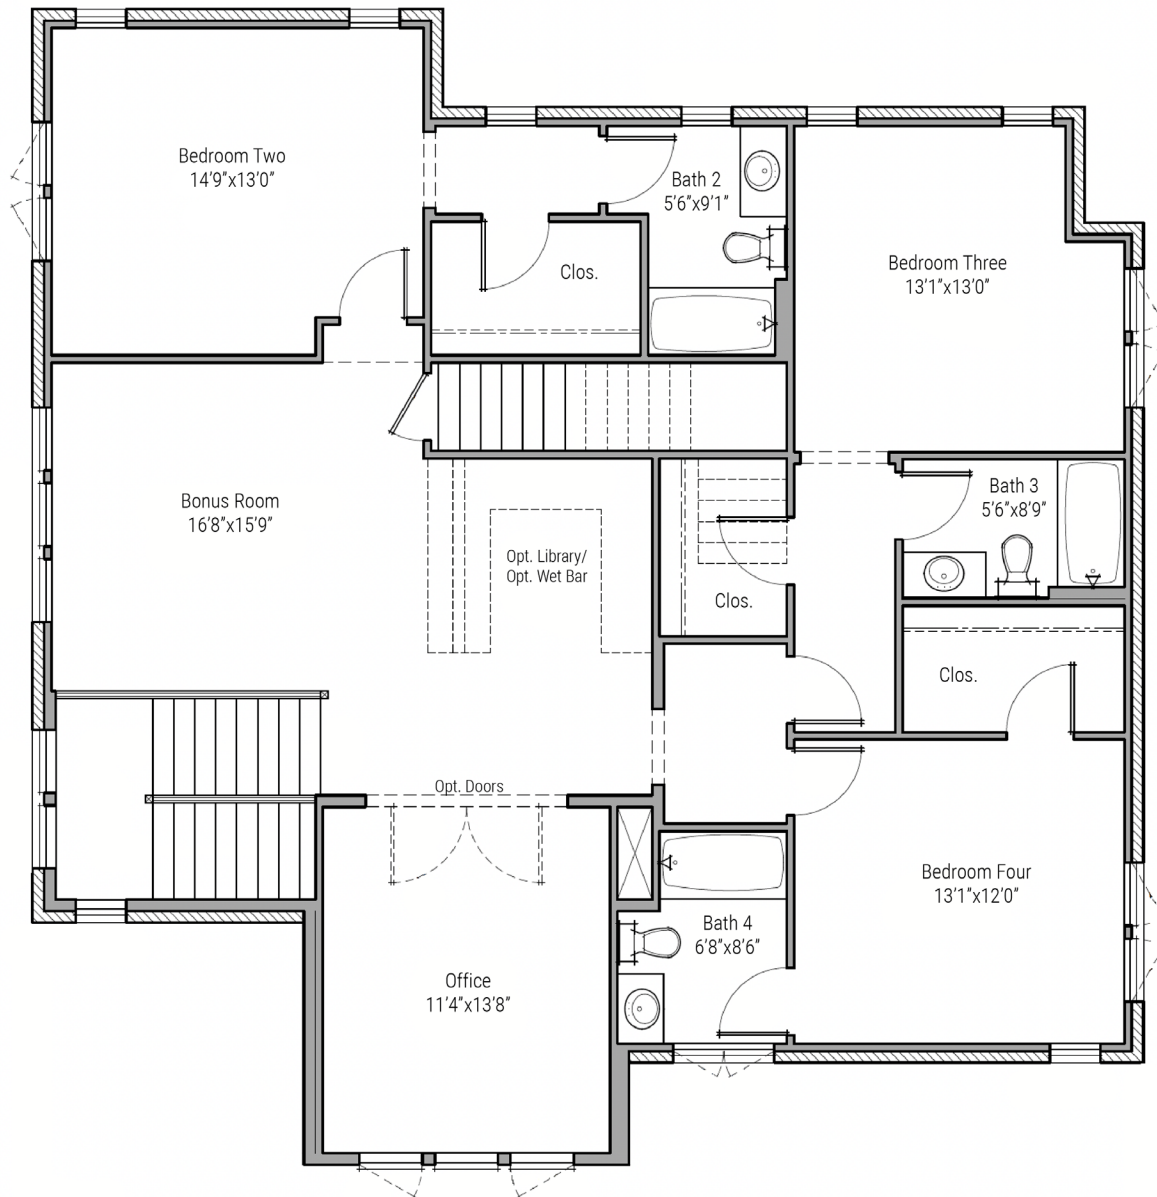 Bedroom Two
14'9"x13'0"
Bath 2
5'6"x9'1"
Clos.
Bedroom Three
13'1"x13'0"
Bonus Room
16'8"x15'9"
Opt. Library/
Opt. Wet Bar
Clos.
Bath 3
5'6"x8'9"
Clos.
Opt. Doors
Bedroom Four
13'1"x12'0"
Bath 4
6'8"x8'6"
Office
11'4"x13'8"